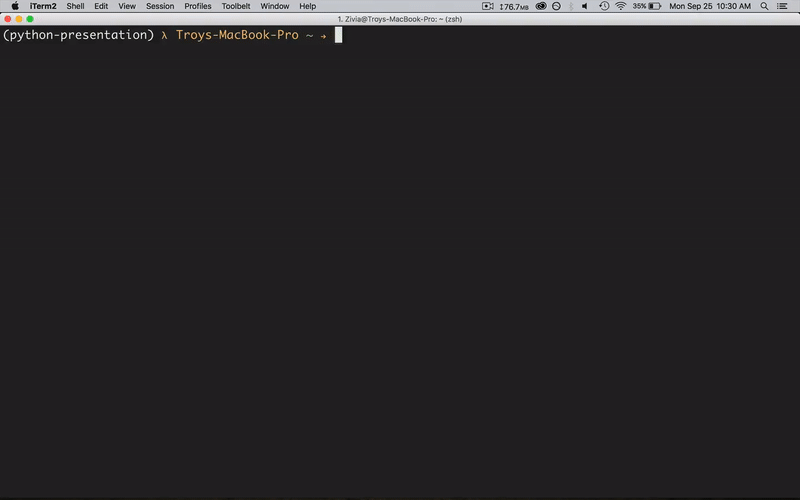 iTerm2 Shell Edit View Session Profiles Toolbelt Window Help 76.7MB 35% Mon Sep 25 10:30 AM
1. Zivia@Troys-MacBook-Pro: ~ (zsh)
(python-presentation) λ Troys-MacBook-Pro ~ →